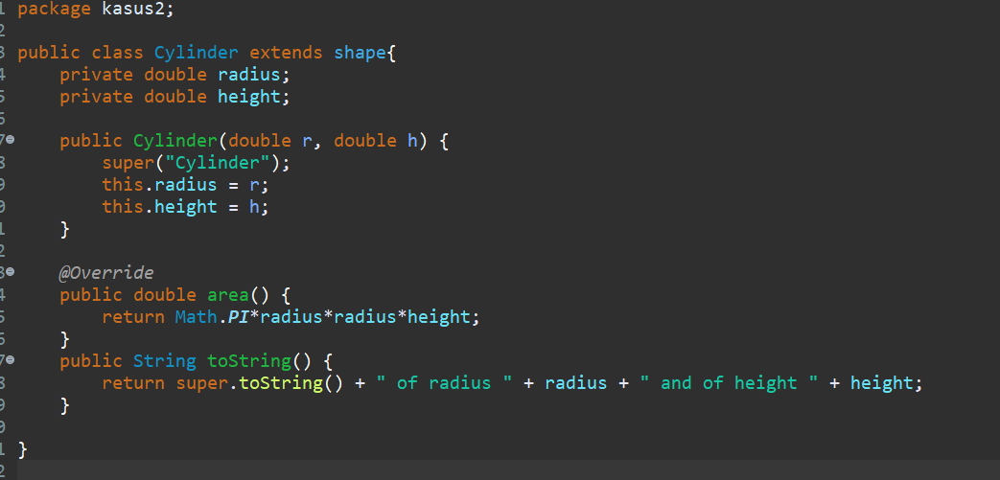 package kasus2;
public class Cylinder extends shape{
    private double radius;
    private double height;
    public Cylinder(double r, double h) {
        super("Cylinder");
        this.radius = r;
        this.height = h;
    }
    @Override
    public double area() {
        return Math.PI*radius*radius*height;
    }
    public String toString() {
        return super.toString() + " of radius " + radius + " and of height " + height;
    }
}